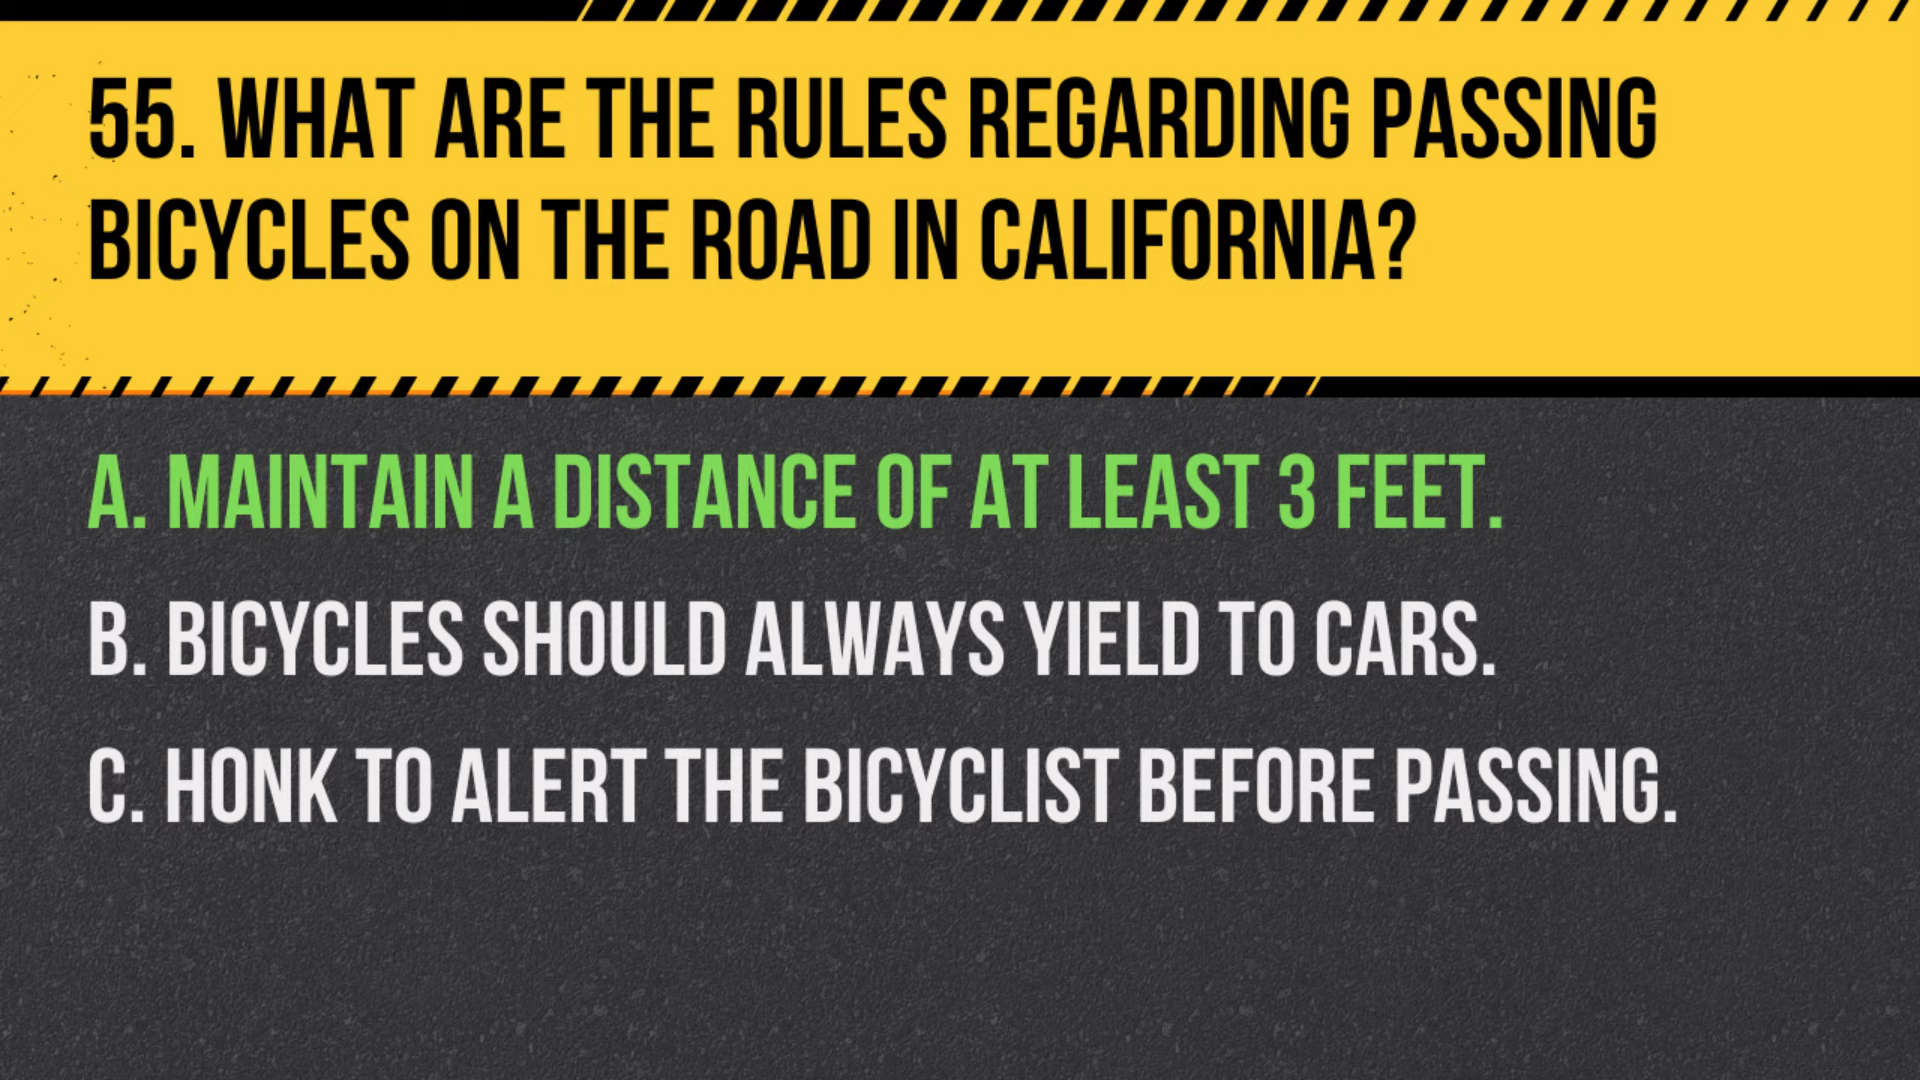 55. WHAT ARE THE RULES REGARDING PASSING
BICYCLES ON THE ROAD IN CALIFORNIA?
A. MAINTAIN A DISTANCE OF AT LEAST 3 FEET.
B. BICYCLES SHOULD ALWAYS YIELD TO CARS.
C. HONK TO ALERT THE BICYCLIST BEFORE PASSING.